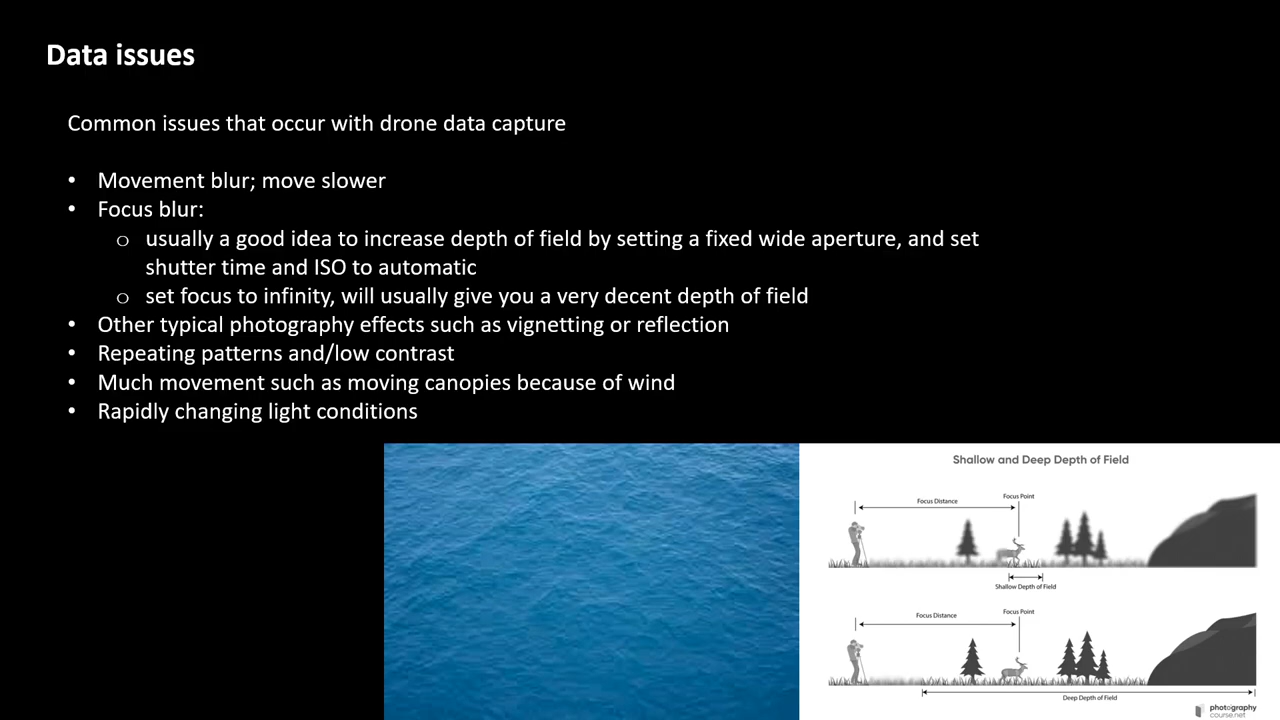 Data issues
Common issues that occur with drone data capture
• Movement blur; move slower
• Focus blur:
o usually a good idea to increase depth of field by setting a fixed wide aperture, and set
shutter time and ISO to automatic
o set focus to infinity, will usually give you a very decent depth of field
• Other typical photography effects such as vignetting or reflection
• Repeating patterns and/low contrast
• Much movement such as moving canopies because of wind
• Rapidly changing light conditions
Shallow and Deep Depth of Field
Focus Distance
Focus Point
Shallow Depth of Field
Focus Distance
Focus Point
Deep Depth of Field
photography
course.net